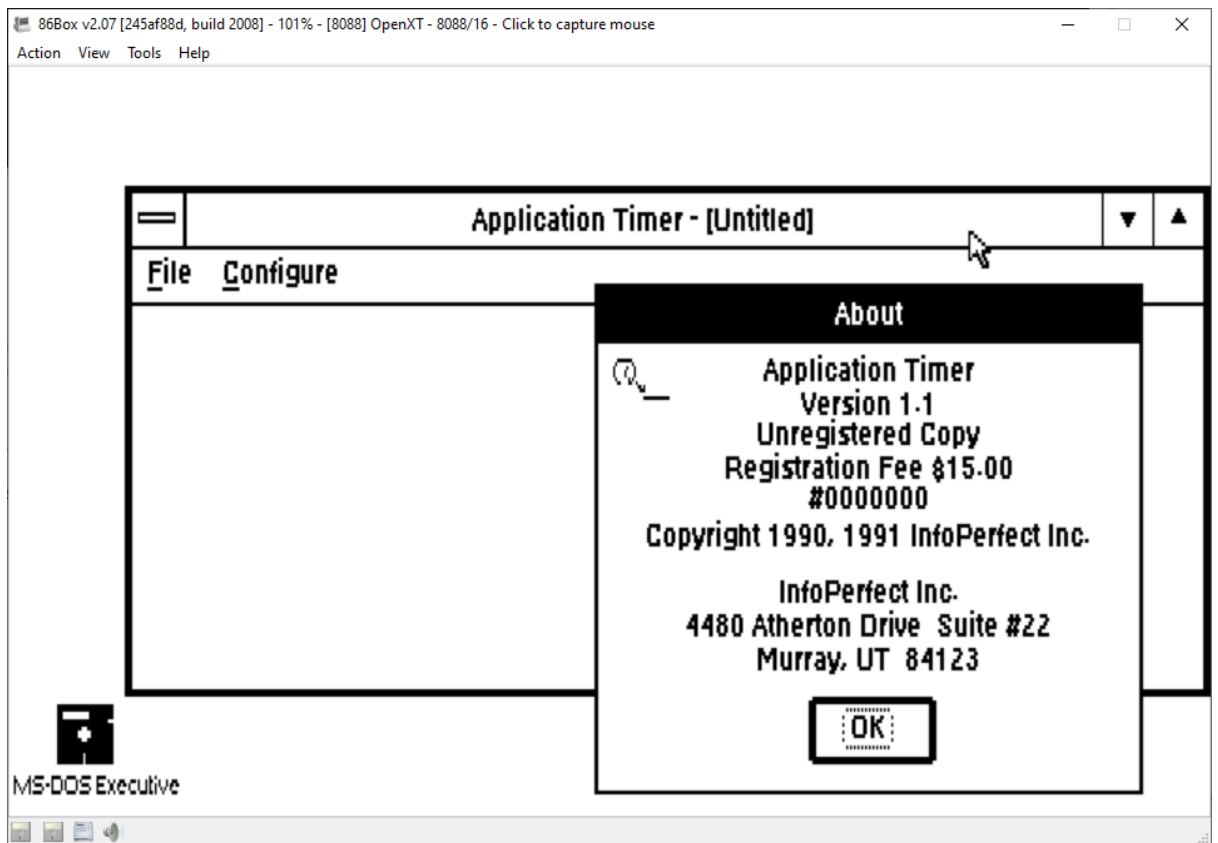 86Box v2.07 [245af88d, build 2008] - 101% - [8088] OpenXT - 8088/16 - Click to capture mouse
Action View Tools Help
Application Timer - [Untitled]
File Configure
About
Application Timer
Version 1.1
Unregistered Copy
Registration Fee $15.00
#0000000
Copyright 1990, 1991 InfoPerfect Inc.
InfoPerfect Inc.
4480 Atherton Drive Suite #22
Murray, UT 84123
OK
MS-DOS Executive